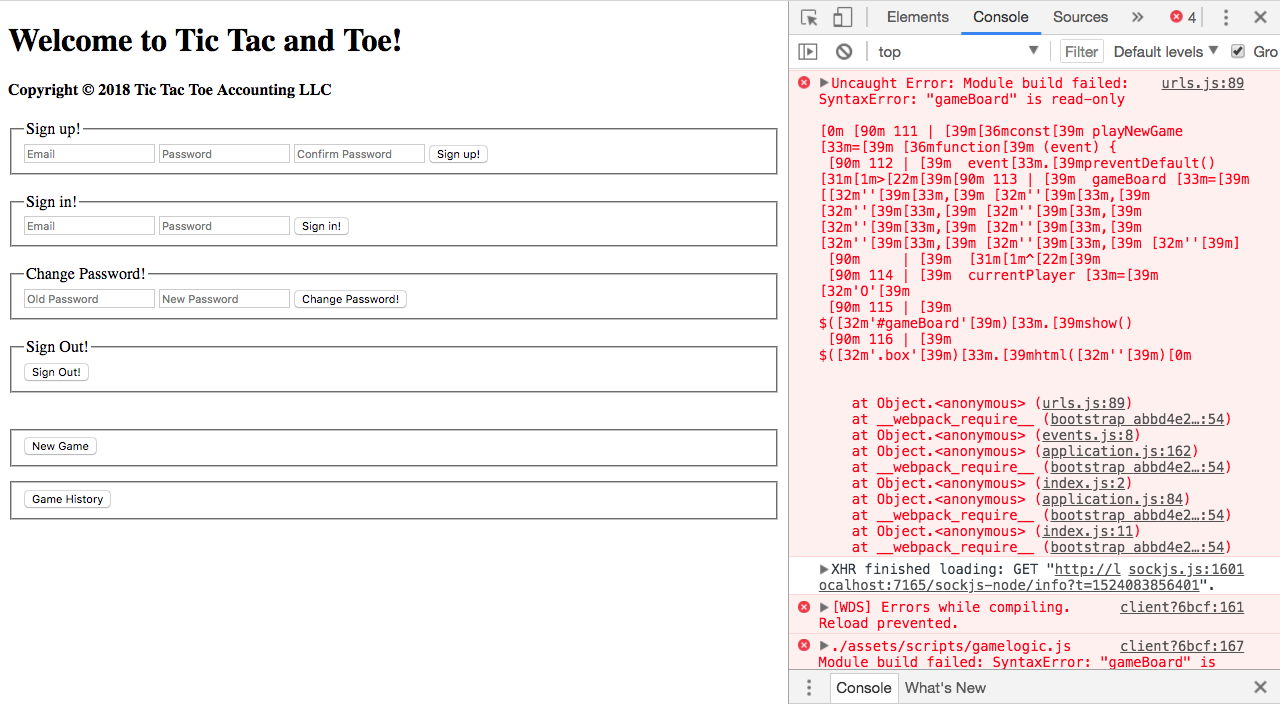 Welcome to Tic Tac and Toe!
Copyright © 2018 Tic Tac Toe Accounting LLC
Sign up!
Email Password Confirm Password Sign up!
Sign in!
Email Password Sign in!
Change Password!
Old Password New Password Change Password!
Sign Out!
Sign Out!
New Game
Game History
Elements Console Sources » 4
top Filter Default levels Gro
Uncaught Error: Module build failed: urls.js:89
SyntaxError: "gameBoard" is read-only
[0m [90m 111 | [39m[36mconst[39m playNewGame
[33m=[39m [36mfunction[39m (event) {
[90m 112 | [39m  event[33m.[39mpreventDefault()
[31m[1m>[22m[39m[90m 113 | [39m  gameBoard [33m=[39m
[[32m''[39m[33m,[39m [32m''[39m[33m,[39m
[32m''[39m[33m,[39m [32m''[39m[33m,[39m
[32m''[39m[33m,[39m [32m''[39m[33m,[39m
[32m''[39m[33m,[39m [32m''[39m[33m,[39m [32m''[39m]
[90m     | [39m  [31m[1m^[22m[39m
[90m 114 | [39m  currentPlayer [33m=[39m
[32m'O'[39m
[90m 115 | [39m
$([32m'#gameBoard'[39m)[33m.[39mshow()
[90m 116 | [39m
$([32m'.box'[39m)[33m.[39mhtml([32m''[39m)[0m
at Object.<anonymous> (urls.js:89)
at __webpack_require__ (bootstrap abbd4e2…:54)
at Object.<anonymous> (events.js:8)
at Object.<anonymous> (application.js:162)
at __webpack_require__ (bootstrap abbd4e2…:54)
at Object.<anonymous> (index.js:2)
at Object.<anonymous> (application.js:84)
at __webpack_require__ (bootstrap abbd4e2…:54)
at Object.<anonymous> (index.js:11)
at __webpack_require__ (bootstrap abbd4e2…:54)
XHR finished loading: GET "http://l sockjs.js:1601
ocalhost:7165/sockjs-node/info?t=1524083856401".
[WDS] Errors while compiling. client?6bcf:161
Reload prevented.
./assets/scripts/gamelogic.js client?6bcf:167
Module build failed: SyntaxError: "gameBoard" is
Console What's New